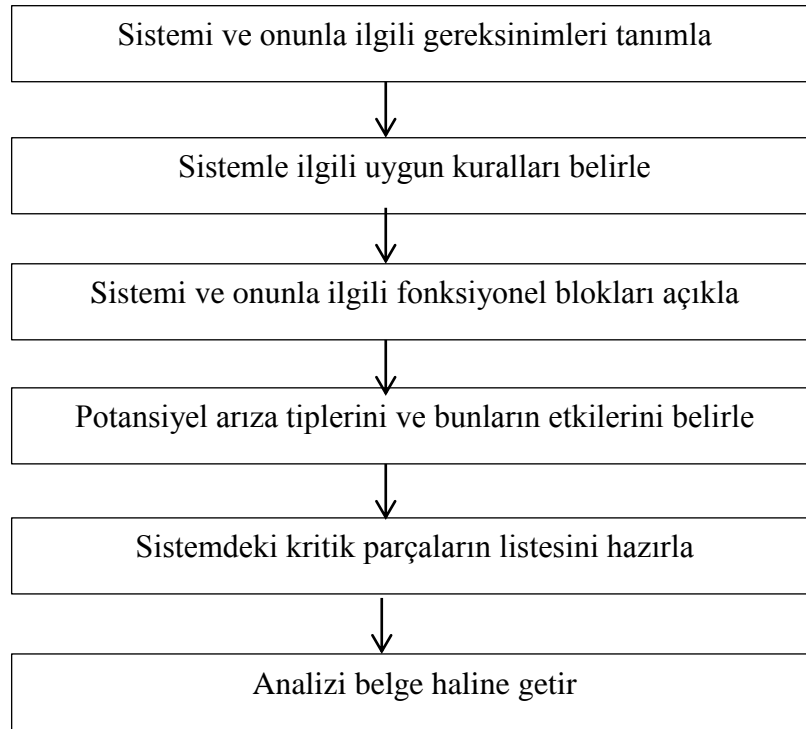 Sistemi ve onunla ilgili gereksinimleri tanımla
Sistemle ilgili uygun kuralları belirle
Sistemi ve onunla ilgili fonksiyonel blokları açıkla
Potansiyel arıza tiplerini ve bunların etkilerini belirle
Sistemdeki kritik parçaların listesini hazırla
Analizi belge haline getir